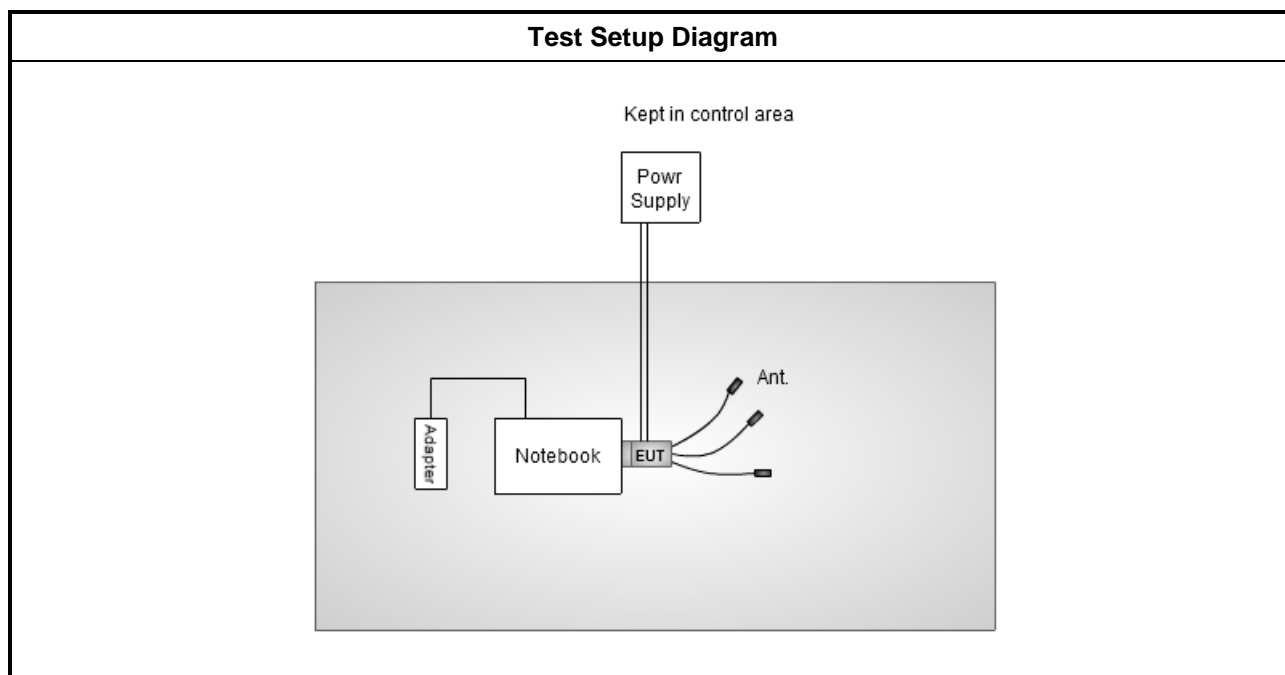 Test Setup Diagram
Kept in control area
Powr
Supply
Ant.
Adapter
Notebook
EUT